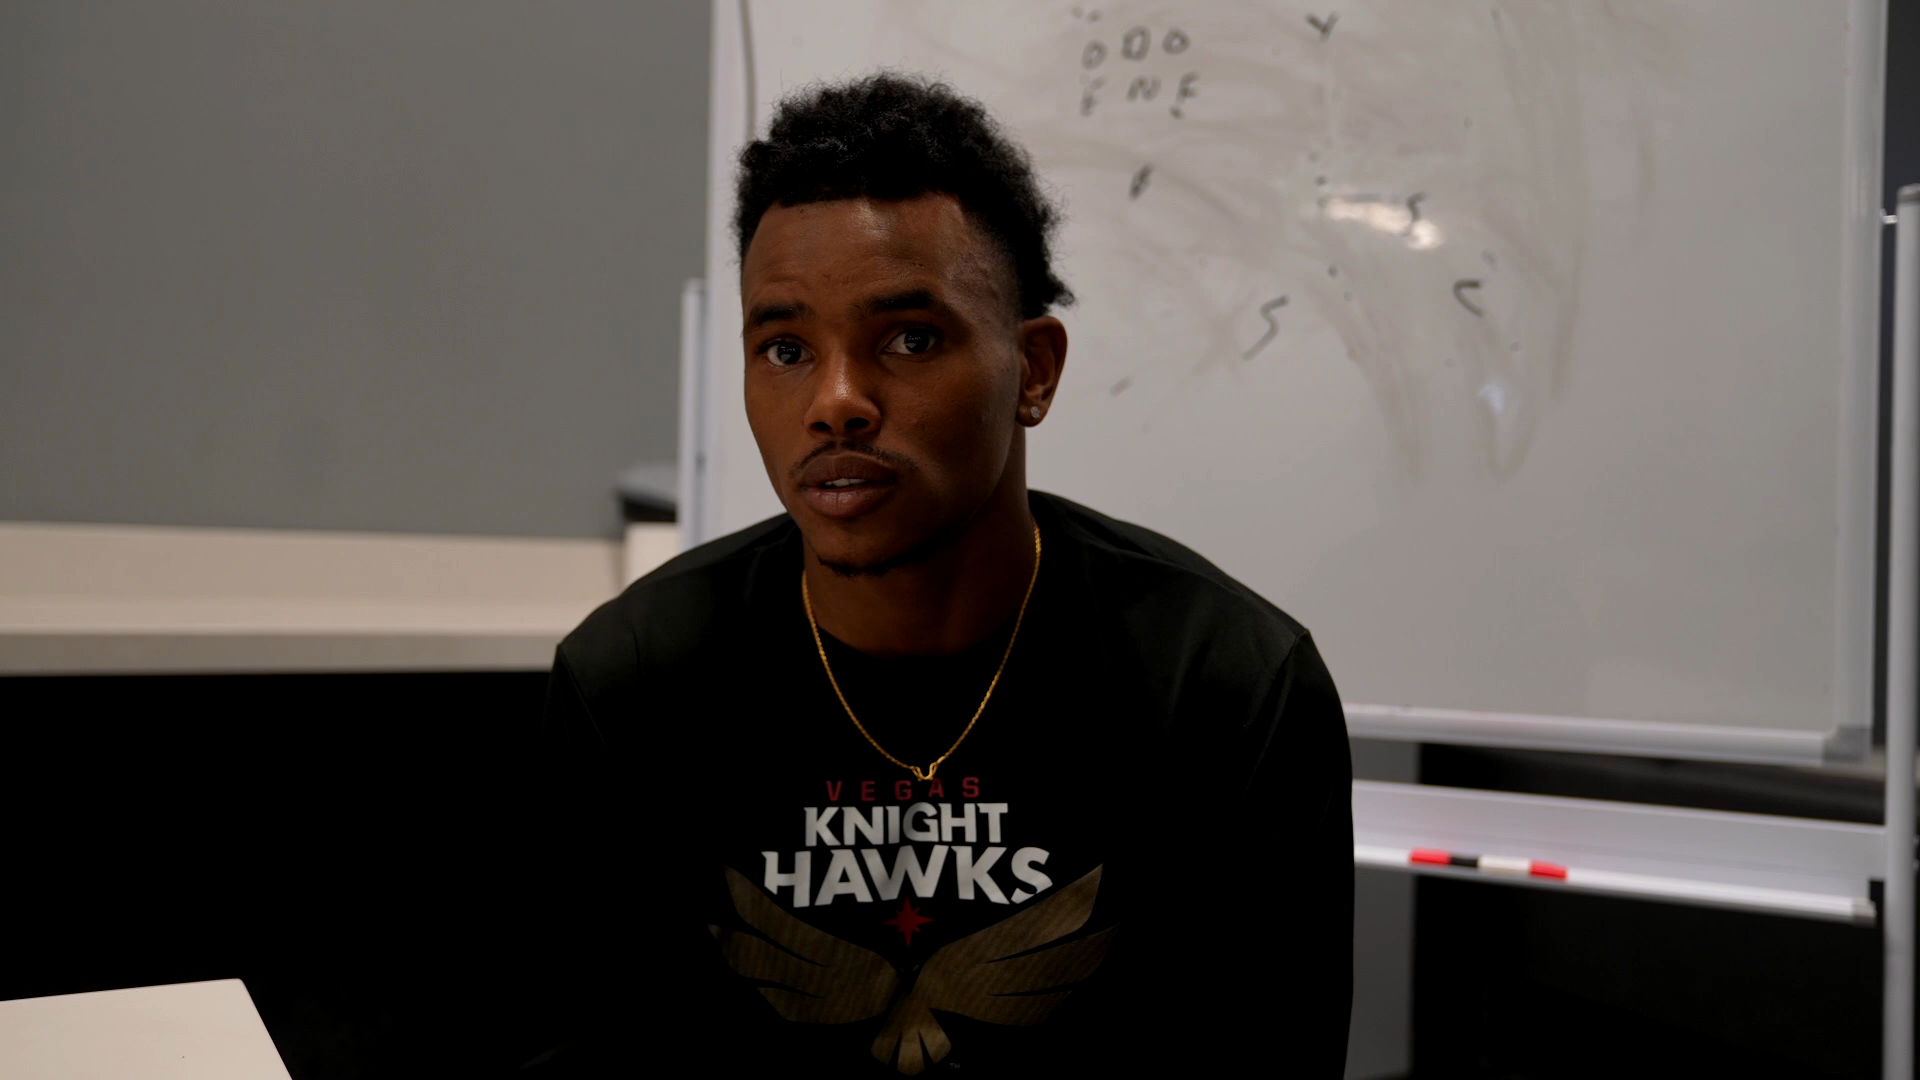 O O O
E N E
Y
B
S
S
C
VEGAS
KNIGHT
HAWKS